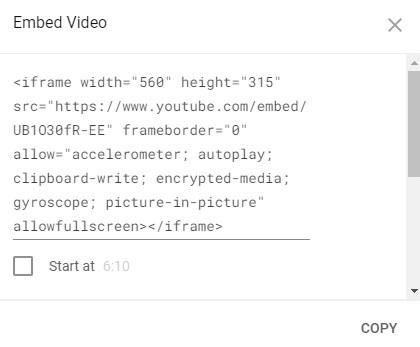 Embed Video
<iframe width="560" height="315"
src="https://www.youtube.com/embed/
UB1O30fR-EE" frameborder="0"
allow="accelerometer; autoplay;
clipboard-write; encrypted-media;
gyroscope; picture-in-picture"
allowfullscreen></iframe>
Start at 6:10
COPY